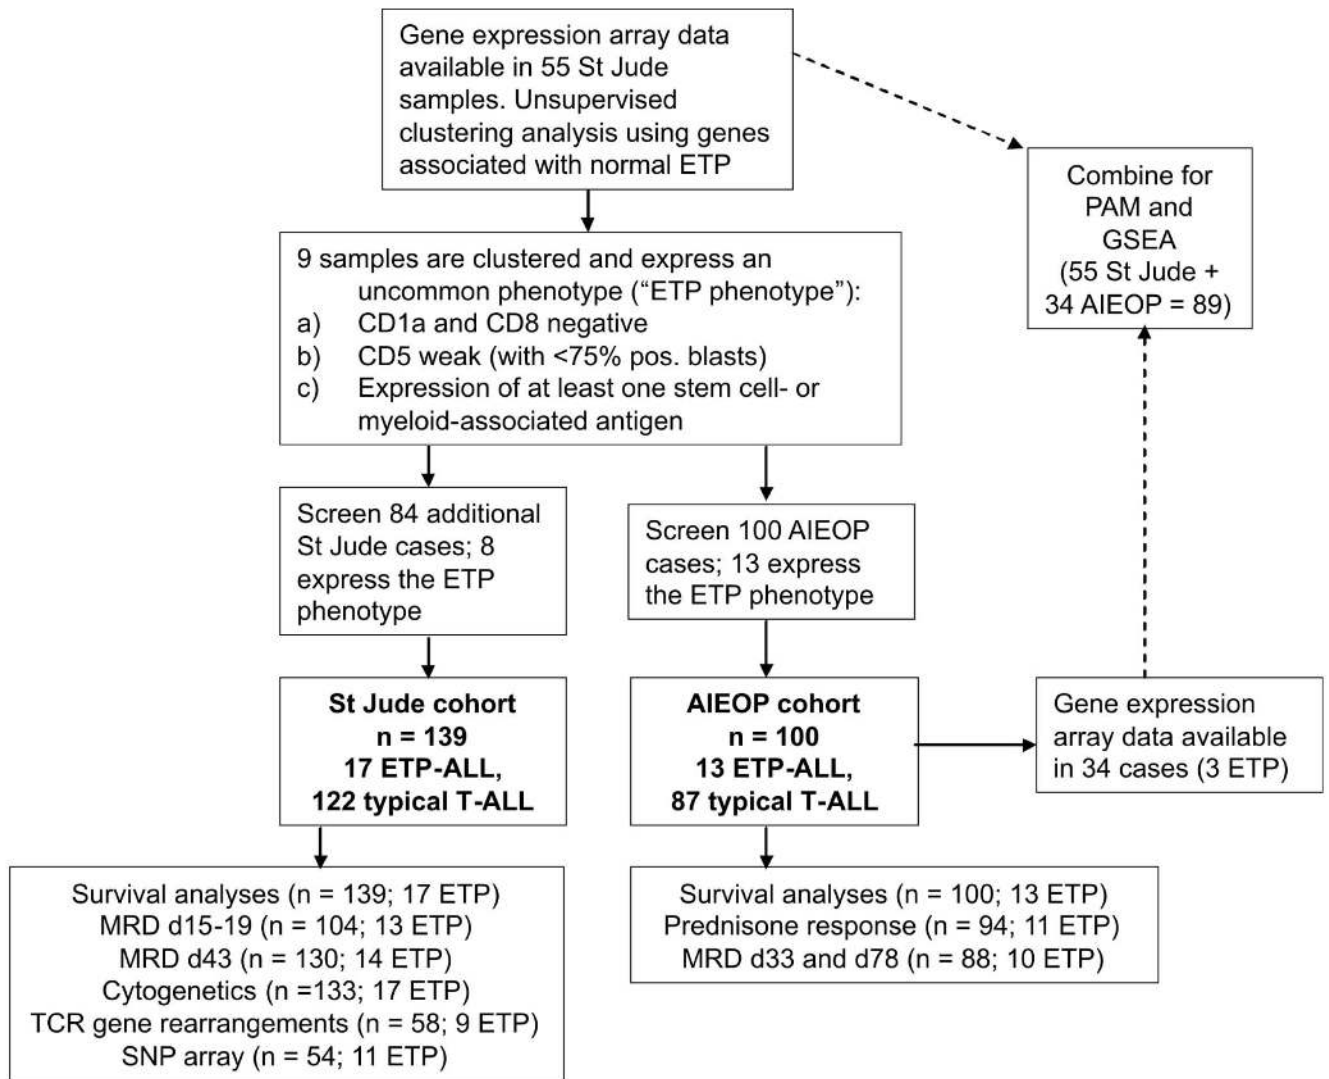 Gene expression array data
available in 55 St Jude
samples. Unsupervised
clustering analysis using genes
associated with normal ETP
Combine for
PAM and
GSEA
(55 St Jude +
34 AIEOP = 89)
9 samples are clustered and express an
uncommon phenotype (“ETP phenotype”):
a) CD1a and CD8 negative
b) CD5 weak (with <75% pos. blasts)
c) Expression of at least one stem cell- or
myeloid-associated antigen
Screen 84 additional
St Jude cases; 8
express the ETP
phenotype
Screen 100 AIEOP
cases; 13 express
the ETP phenotype
St Jude cohort
n = 139
17 ETP-ALL,
122 typical T-ALL
AIEOP cohort
n = 100
13 ETP-ALL,
87 typical T-ALL
Gene expression
array data available
in 34 cases (3 ETP)
Survival analyses (n = 139; 17 ETP)
MRD d15-19 (n = 104; 13 ETP)
MRD d43 (n = 130; 14 ETP)
Cytogenetics (n =133; 17 ETP)
TCR gene rearrangements (n = 58; 9 ETP)
SNP array (n = 54; 11 ETP)
Survival analyses (n = 100; 13 ETP)
Prednisone response (n = 94; 11 ETP)
MRD d33 and d78 (n = 88; 10 ETP)